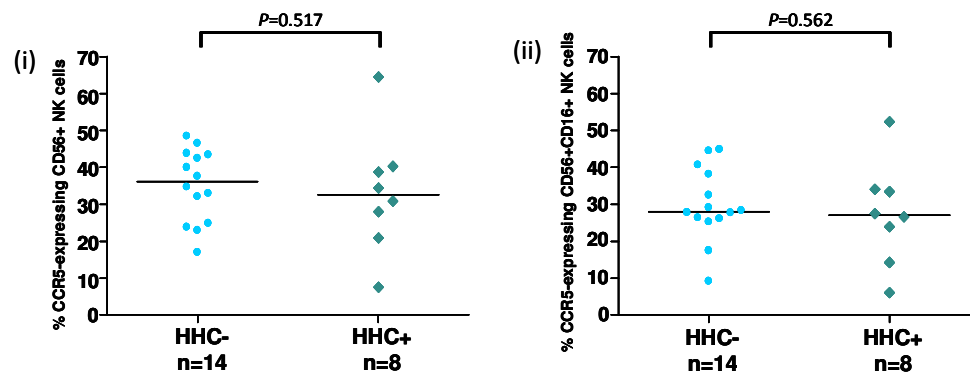 (i)
P=0.517
% CCR5-expressing CD56+ NK cells
70
60
50
40
30
20
10
0
HHC-
n=14
HHC+
n=8
(ii)
P=0.562
% CCR5-expressing CD56+CD16+ NK cells
70
60
50
40
30
20
10
0
HHC-
n=14
HHC+
n=8